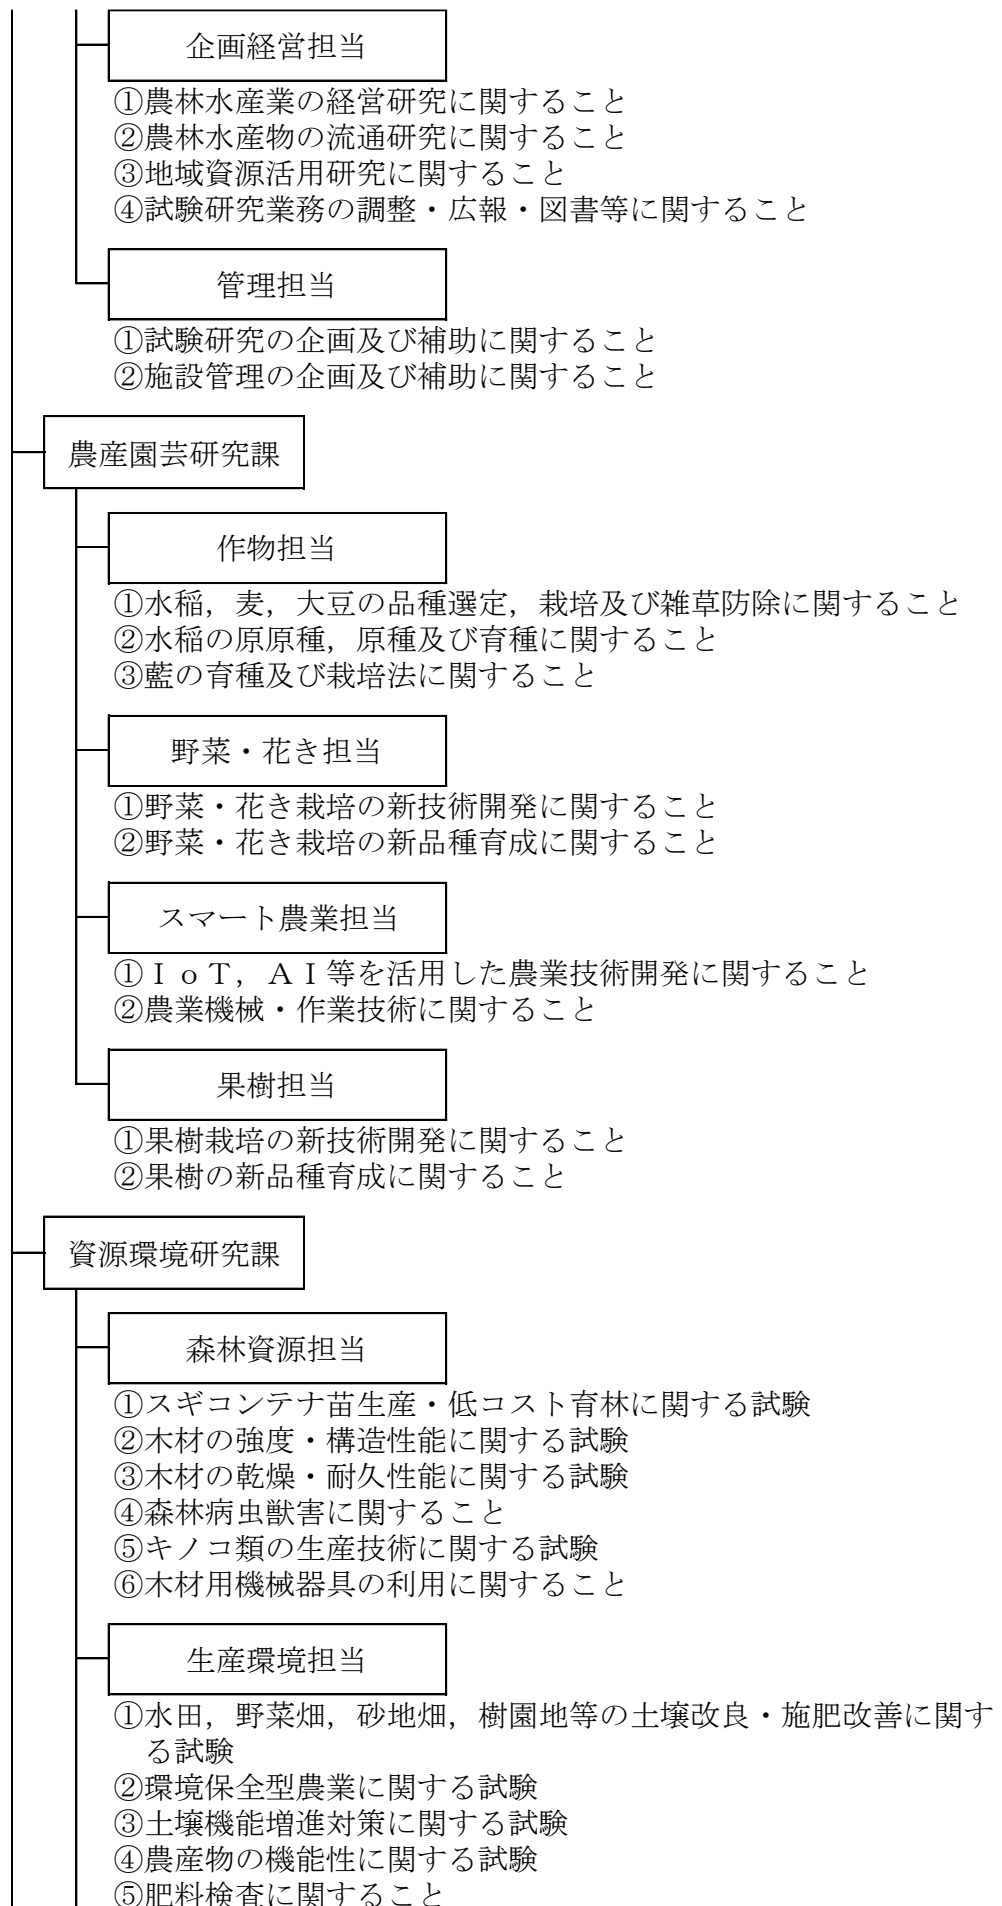 企画経営担当
①農林水産業の経営研究に関すること
②農林水産物の流通研究に関すること
③地域資源活用研究に関すること
④試験研究業務の調整・広報・図書等に関すること
管理担当
①試験研究の企画及び補助に関すること
②施設管理の企画及び補助に関すること
農産園芸研究課
作物担当
①水稲，麦，大豆の品種選定，栽培及び雑草防除に関すること
②水稲の原原種，原種及び育種に関すること
③藍の育種及び栽培法に関すること
野菜・花き担当
①野菜・花き栽培の新技術開発に関すること
②野菜・花き栽培の新品種育成に関すること
スマート農業担当
①ＩｏＴ，ＡＩ等を活用した農業技術開発に関すること
②農業機械・作業技術に関すること
果樹担当
①果樹栽培の新技術開発に関すること
②果樹の新品種育成に関すること
資源環境研究課
森林資源担当
①スギコンテナ苗生産・低コスト育林に関する試験
②木材の強度・構造性能に関する試験
③木材の乾燥・耐久性能に関する試験
④森林病虫獣害に関すること
⑤キノコ類の生産技術に関する試験
⑥木材用機械器具の利用に関すること
生産環境担当
①水田，野菜畑，砂地畑，樹園地等の土壌改良・施肥改善に関す
る試験
②環境保全型農業に関する試験
③土壌機能増進対策に関する試験
④農産物の機能性に関する試験
⑤肥料検査に関すること